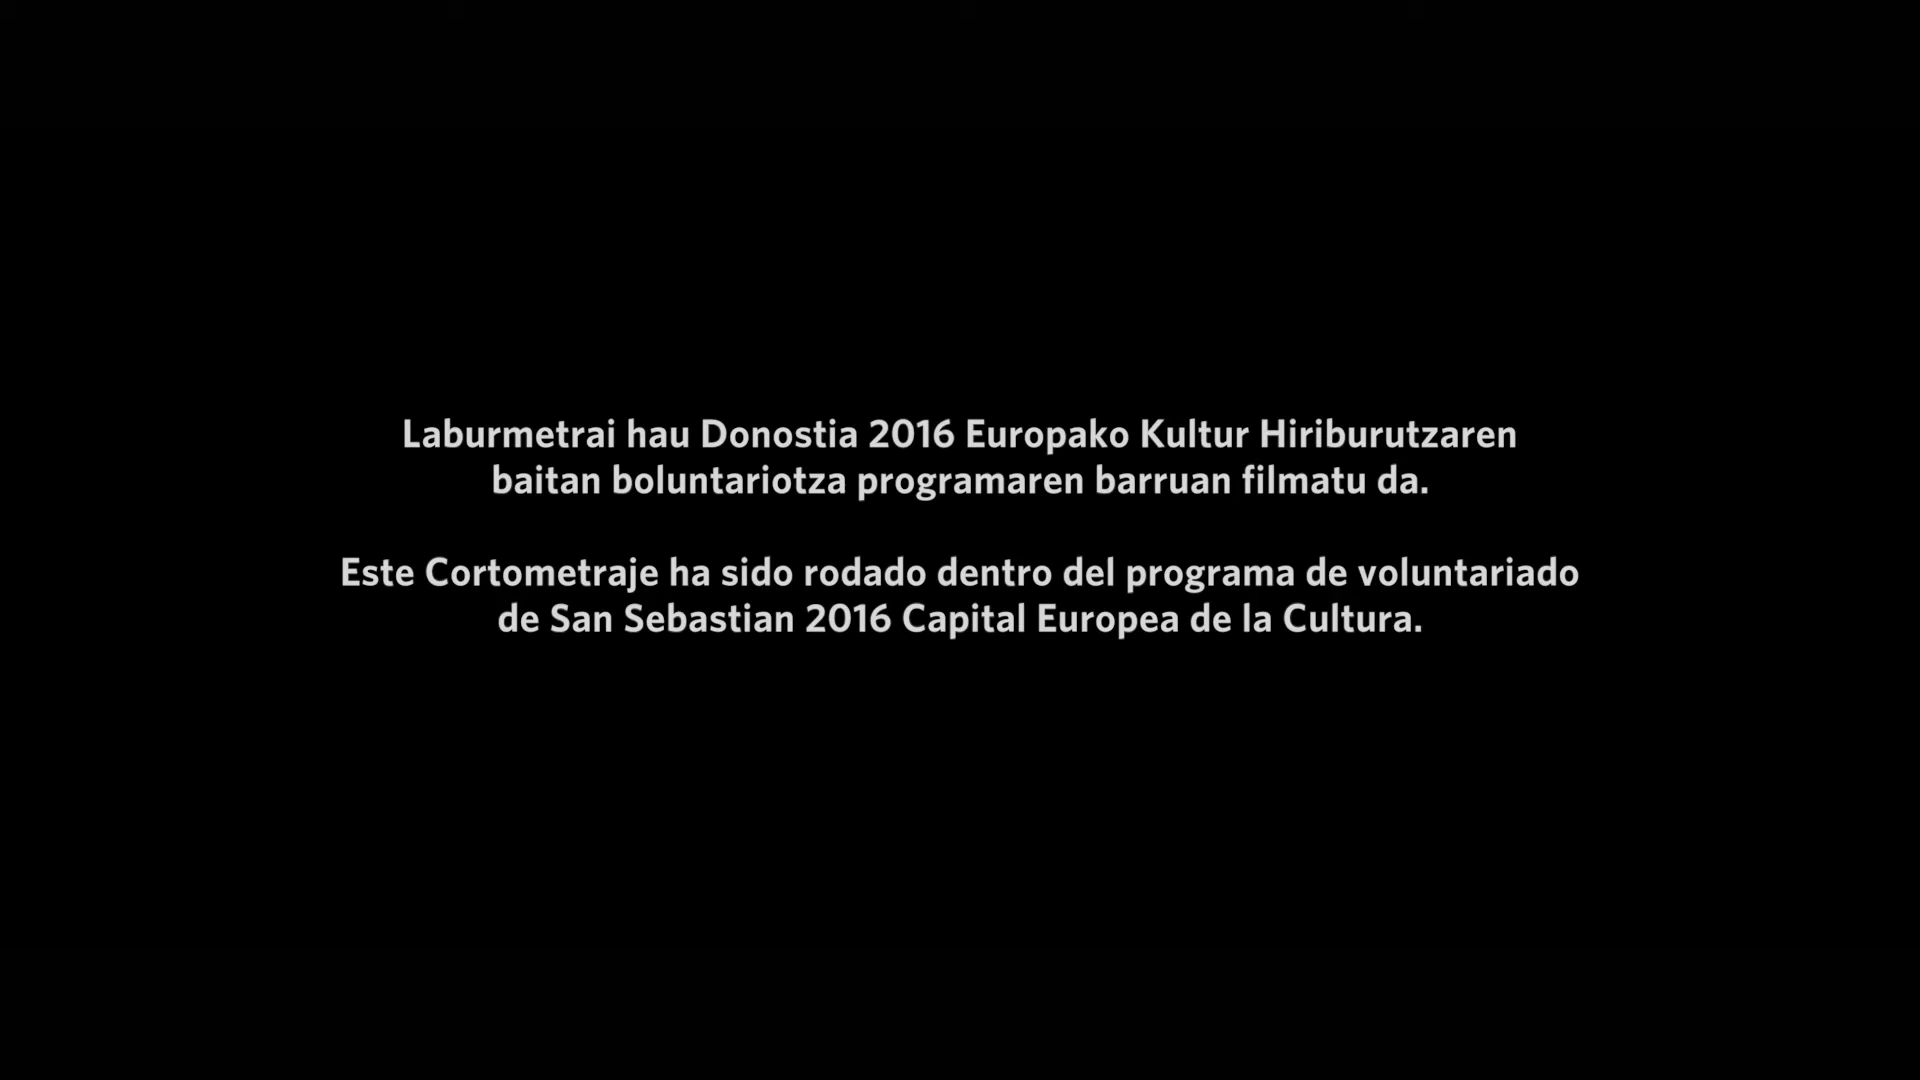 Laburmetrai hau Donostia 2016 Europako Kultur Hiriburutzaren
baitan boluntariotza programaren barruan filmatu da.
Este Cortometraje ha sido rodado dentro del programa de voluntariado
de San Sebastian 2016 Capital Europea de la Cultura.